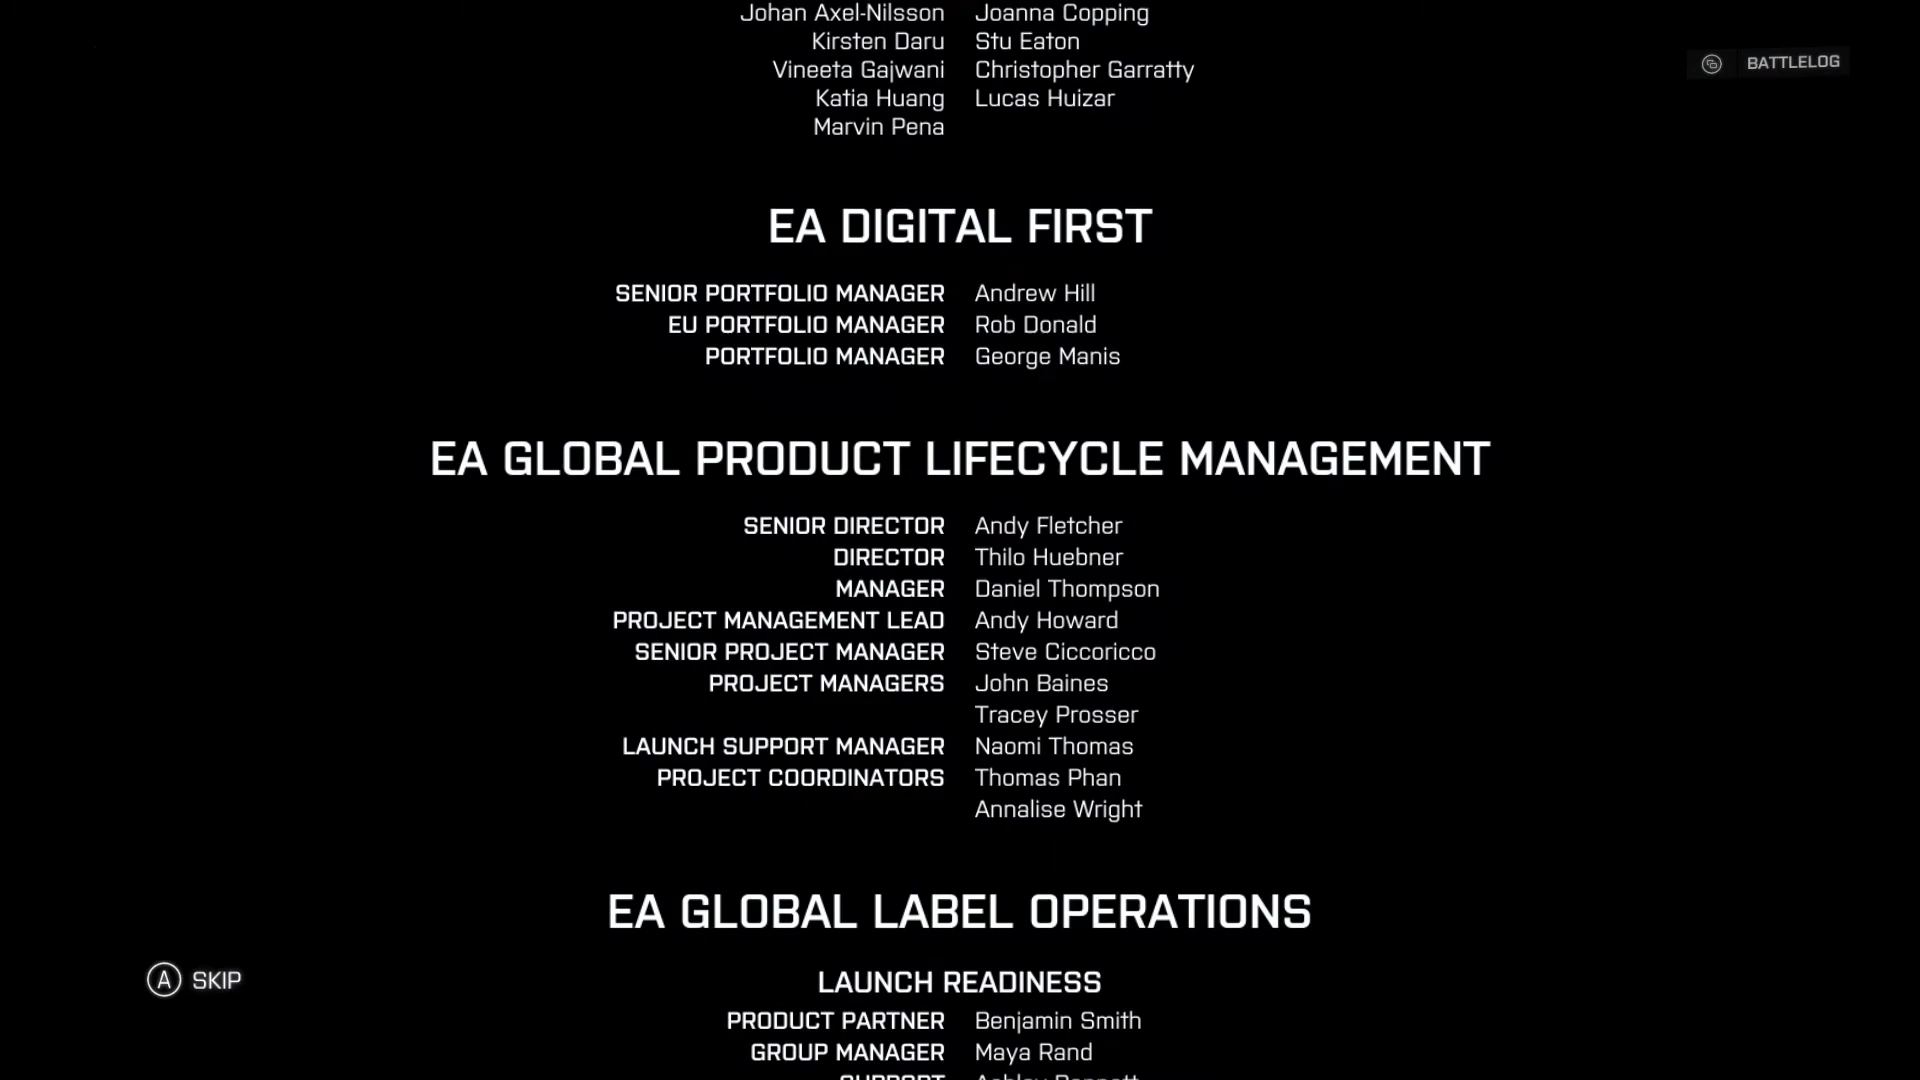 Johan Axel-Nilsson Joanna Copping
Kirsten Daru Stu Eaton
Vineeta Gajwani Christopher Garratty
Katia Huang Lucas Huizar
Marvin Pena
BATTLELOG
EA DIGITAL FIRST
SENIOR PORTFOLIO MANAGER Andrew Hill
EU PORTFOLIO MANAGER Rob Donald
PORTFOLIO MANAGER George Manis
EA GLOBAL PRODUCT LIFECYCLE MANAGEMENT
SENIOR DIRECTOR Andy Fletcher
DIRECTOR Thilo Huebner
MANAGER Daniel Thompson
PROJECT MANAGEMENT LEAD Andy Howard
SENIOR PROJECT MANAGER Steve Ciccoricco
PROJECT MANAGERS John Baines
Tracey Prosser
LAUNCH SUPPORT MANAGER Naomi Thomas
PROJECT COORDINATORS Thomas Phan
Annalise Wright
EA GLOBAL LABEL OPERATIONS
A SKIP
LAUNCH READINESS
PRODUCT PARTNER Benjamin Smith
GROUP MANAGER Maya Rand
SUPPORT